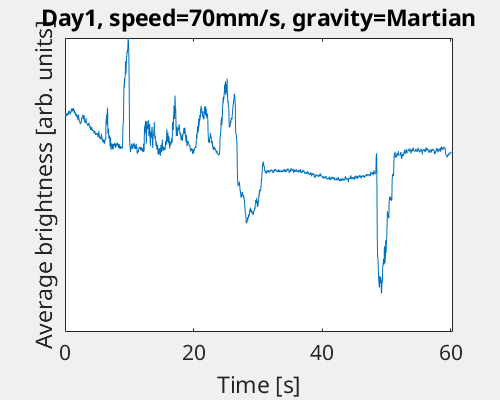 Day1, speed=70mm/s, gravity=Martian
Average brightness [arb. units]
0 20 40 60
Time [s]